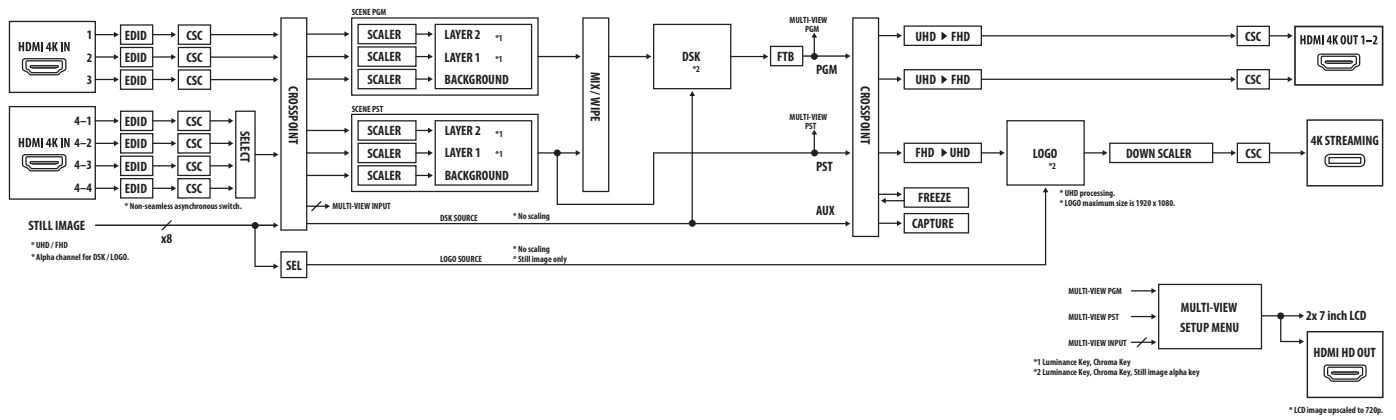 HDMI 4K IN
1 EDID CSC
2 EDID CSC
3 EDID CSC
HDMI 4K IN
4–1 EDID CSC
4–2 EDID CSC
4–3 EDID CSC
4–4 EDID CSC
SELECT
* Non-seamless asynchronous switch.
STILL IMAGE
x8
* UHD / FHD
* Alpha channel for DSK / LOGO.
CROSSPOINT
SEL
SCENE PGM
SCALER LAYER 2 *1
SCALER LAYER 1 *1
SCALER BACKGROUND
SCENE PST
SCALER LAYER 2 *1
SCALER LAYER 1 *1
SCALER BACKGROUND
MULTI-VIEW INPUT
DSK SOURCE
* No scaling
LOGO SOURCE
* No scaling
* Still image only
MIX / WIPE
DSK
*2
FTB
MULTI-VIEW
PGM
PGM
MULTI-VIEW
PST
PST
AUX
CROSSPOINT
UHD ▶ FHD
CSC
HDMI 4K OUT 1–2
UHD ▶ FHD
CSC
FHD ▶ UHD
LOGO
*2
DOWN SCALER
CSC
4K STREAMING
* UHD processing.
* LOGO maximum size is 1920 x 1080.
FREEZE
CAPTURE
MULTI-VIEW PGM
MULTI-VIEW PST
MULTI-VIEW INPUT
MULTI-VIEW
SETUP MENU
2x 7 inch LCD
HDMI HD OUT
*1 Luminance Key, Chroma Key
*2 Luminance Key, Chroma Key, Still image alpha key
* LCD image upscaled to 720p.